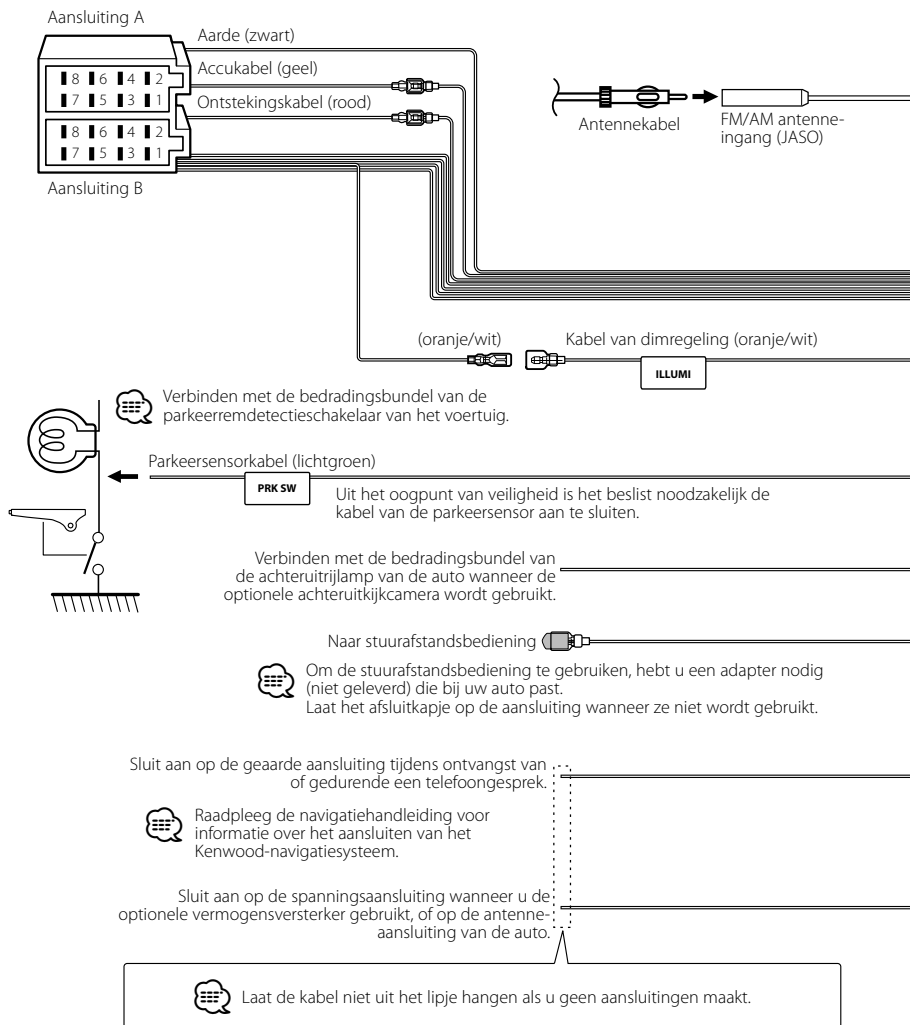 Aansluiting A
Aarde (zwart)
Accukabel (geel)
8 6 4 2
7 5 3 1
Ontstekingskabel (rood)
8 6 4 2
7 5 3 1
Aansluiting B
Antennekabel
FM/AM antenne-
ingang (JASO)
(oranje/wit)
Kabel van dimregeling (oranje/wit)
ILLUMI
Verbinden met de bedradingsbundel van de
parkeerremdetectieschakelaar van het voertuig.
Parkeersensorkabel (lichtgroen)
PRK SW
Uit het oogpunt van veiligheid is het beslist noodzakelijk de
kabel van de parkeersensor aan te sluiten.
Verbinden met de bedradingsbundel van
de achteruitrijlamp van de auto wanneer de
optionele achteruitkijkcamera wordt gebruikt.
Naar stuurafstandsbediening
Om de stuurafstandsbediening te gebruiken, hebt u een adapter nodig
(niet geleverd) die bij uw auto past.
Laat het afsluitkapje op de aansluiting wanneer ze niet wordt gebruikt.
Sluit aan op de geaarde aansluiting tijdens ontvangst van
of gedurende een telefoongesprek.
Raadpleeg de navigatiehandleiding voor
informatie over het aansluiten van het
Kenwood-navigatiesysteem.
Sluit aan op de spanningsaansluiting wanneer u de
optionele vermogensversterker gebruikt, of op de antenne-
aansluiting van de auto.
Laat de kabel niet uit het lipje hangen als u geen aansluitingen maakt.